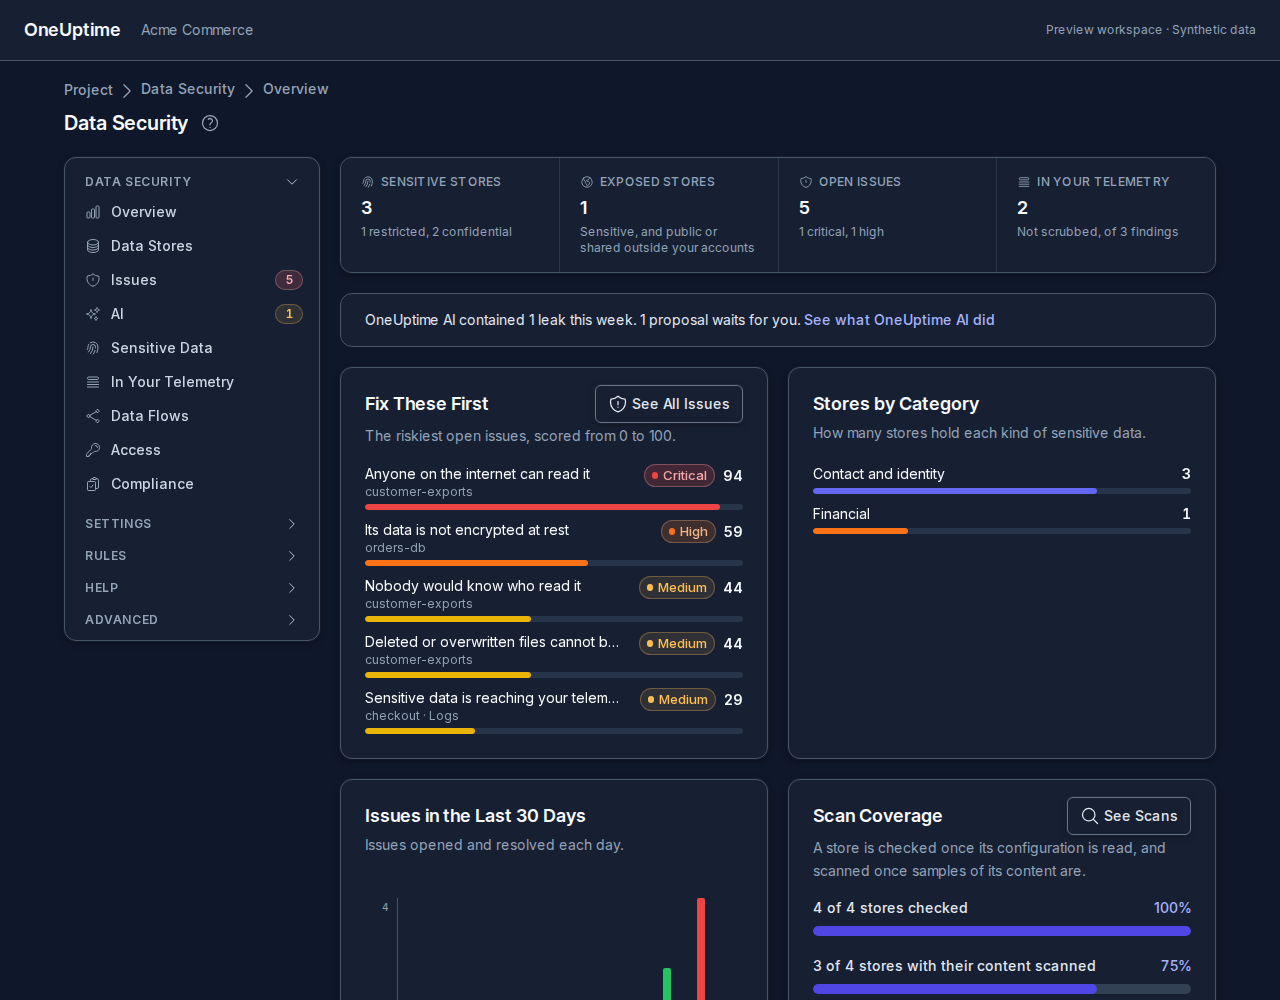 OneUptime
Acme Commerce
Preview workspace · Synthetic data
Project
Data Security
Overview
Data Security
DATA SECURITY
Overview
Data Stores
Issues
5
AI
1
Sensitive Data
In Your Telemetry
Data Flows
Access
Compliance
SETTINGS
RULES
HELP
ADVANCED
SENSITIVE STORES
3
1 restricted, 2 confidential
EXPOSED STORES
1
Sensitive, and public or
shared outside your accounts
OPEN ISSUES
5
1 critical, 1 high
IN YOUR TELEMETRY
2
Not scrubbed, of 3 findings
OneUptime AI contained 1 leak this week. 1 proposal waits for you. See what OneUptime AI did
Fix These First
See All Issues
The riskiest open issues, scored from 0 to 100.
Anyone on the internet can read it
Critical
94
customer-exports
Its data is not encrypted at rest
High
59
orders-db
Nobody would know who read it
Medium
44
customer-exports
Deleted or overwritten files cannot b...
Medium
44
customer-exports
Sensitive data is reaching your telem...
Medium
29
checkout · Logs
Stores by Category
How many stores hold each kind of sensitive data.
Contact and identity
3
Financial
1
Issues in the Last 30 Days
Issues opened and resolved each day.
4
Scan Coverage
See Scans
A store is checked once its configuration is read, and
scanned once samples of its content are.
4 of 4 stores checked
100%
3 of 4 stores with their content scanned
75%